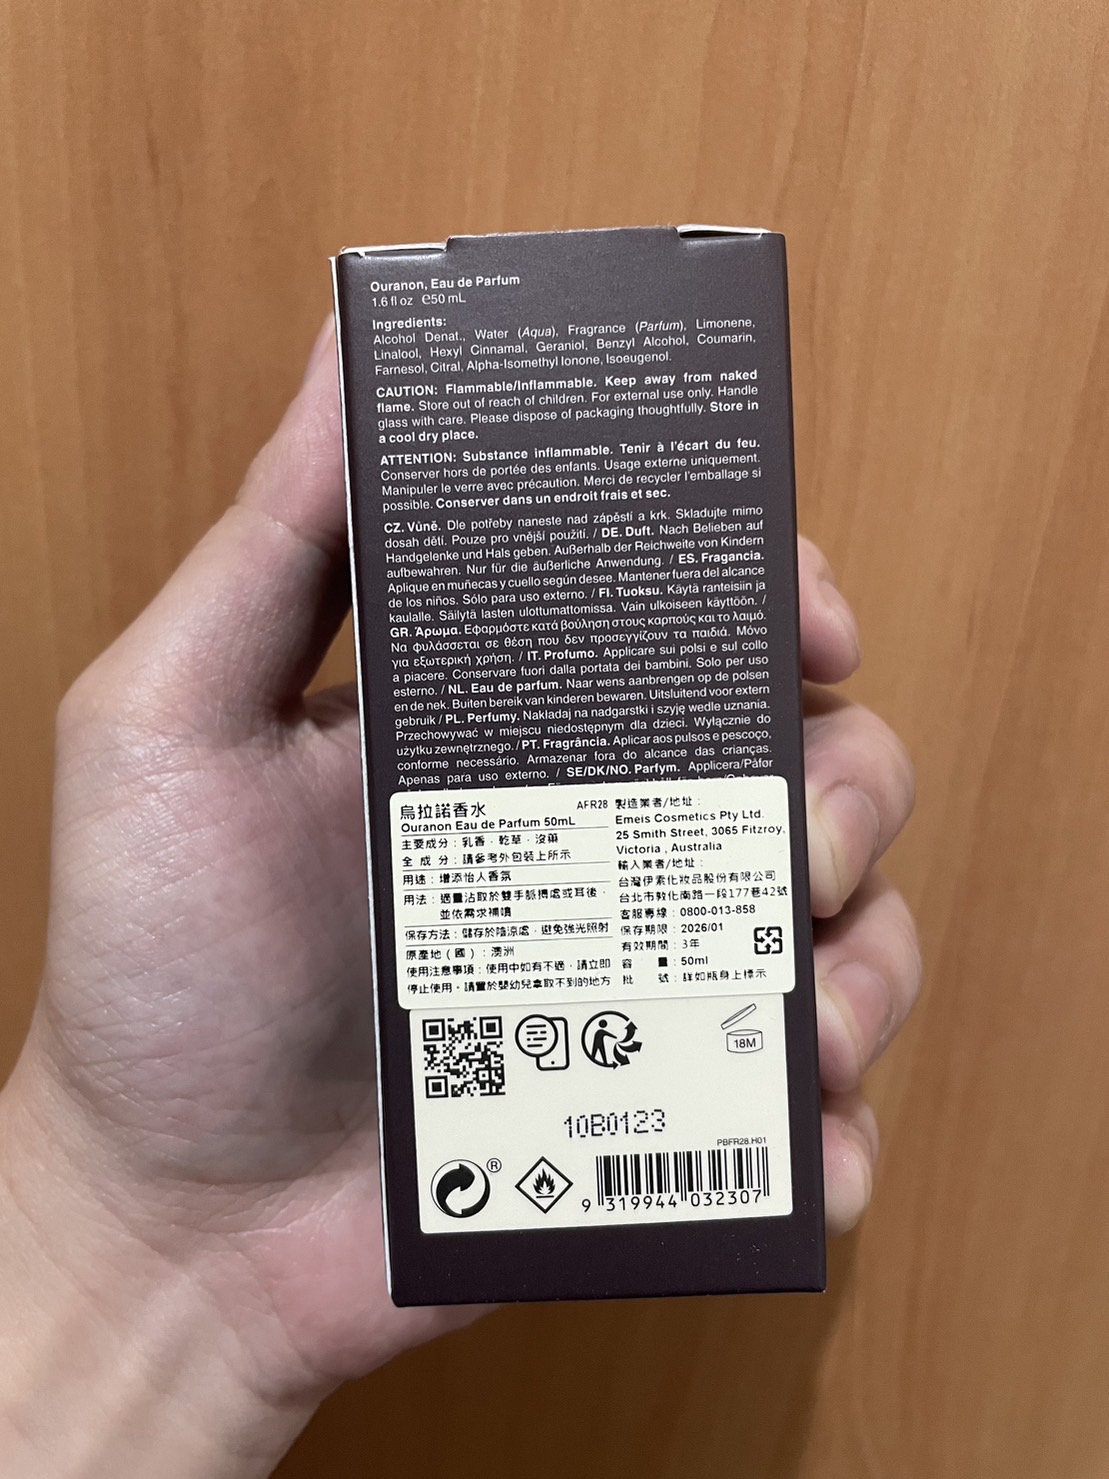 Ouranon, Eau de Parfum
1.6 fl oz ℮50 mL
Ingredients:
Alcohol Denat., Water (Aqua), Fragrance (Parfum), Limonene,
Linalool, Hexyl Cinnamal, Geraniol, Benzyl Alcohol, Coumarin,
Farnesol, Citral, Alpha-Isomethyl Ionone, Isoeugenol.
CAUTION: Flammable/Inflammable. Keep away from naked
flame. Store out of reach of children. For external use only. Handle
glass with care. Please dispose of packaging thoughtfully. Store in
a cool dry place.
ATTENTION: Substance inflammable. Tenir à l'écart du feu.
Conserver hors de portée des enfants. Usage externe uniquement.
Manipuler le verre avec précaution. Merci de recycler l'emballage si
possible. Conserver dans un endroit frais et sec.
CZ. Vůně. Dle potřeby naneste nad zápěstí a krk. Skladujte mimo
dosah dětí. Pouze pro vnější použití. / DE. Duft. Nach Belieben auf
Handgelenke und Hals geben. Außerhalb der Reichweite von Kindern
aufbewahren. Nur für die äußerliche Anwendung. / ES. Fragancia.
Aplique en muñecas y cuello según desee. Mantener fuera del alcance
de los niños. Sólo para uso externo. / FI. Tuoksu. Käytä ranteisiin ja
kaulalle. Säilytä lasten ulottumattomissa. Vain ulkoiseen käyttöön. /
GR. Άρωμα. Εφαρμόστε κατά βούληση στους καρπούς και το λαιμό.
Να φυλάσσεται σε θέση που δεν προσεγγίζουν τα παιδιά. Μόνο
για εξωτερική χρήση. / IT. Profumo. Applicare sui polsi e sul collo
a piacere. Conservare fuori dalla portata dei bambini. Solo per uso
esterno. / NL. Eau de parfum. Naar wens aanbrengen op de polsen
en de nek. Buiten bereik van kinderen bewaren. Uitsluitend voor extern
gebruik / PL. Perfumy. Nakładaj na nadgarstki i szyję wedle uznania.
Przechowywać w miejscu niedostępnym dla dzieci. Wyłącznie do
użytku zewnętrznego. / PT. Fragrância. Aplicar aos pulsos e pescoço,
conforme necessário. Armazenar fora do alcance das crianças.
Apenas para uso externo. / SE/DK/NO. Parfym. Applicera/Påfør
烏拉諾香水 AFR28
Ouranon Eau de Parfum 50mL
主要成分：乳香．乾草．沒藥
全 成 分：請參考外包裝上所示
用途：增添怡人香氛
用法：適量沾取於雙手脈搏處或耳後，
並依需求補噴
保存方法：儲存於陰涼處，避免強光照射
原產地（國）：澳洲
使用注意事項：使用中如有不適，請立即
停止使用。請置於嬰幼兒拿取不到的地方
製造業者/地址：
Emeis Cosmetics Pty Ltd.
25 Smith Street, 3065 Fitzroy,
Victoria , Australia
輸入業者/地址：
台灣伊索化妝品股份有限公司
台北市敦化南路一段177巷42號
客服專線：0800-013-858
保存期限：2026/01
有效期間：3年
容 量：50ml
批 號：詳如瓶身上標示
18M
10B0123
PBFR28.H01
®
9 319944 032307